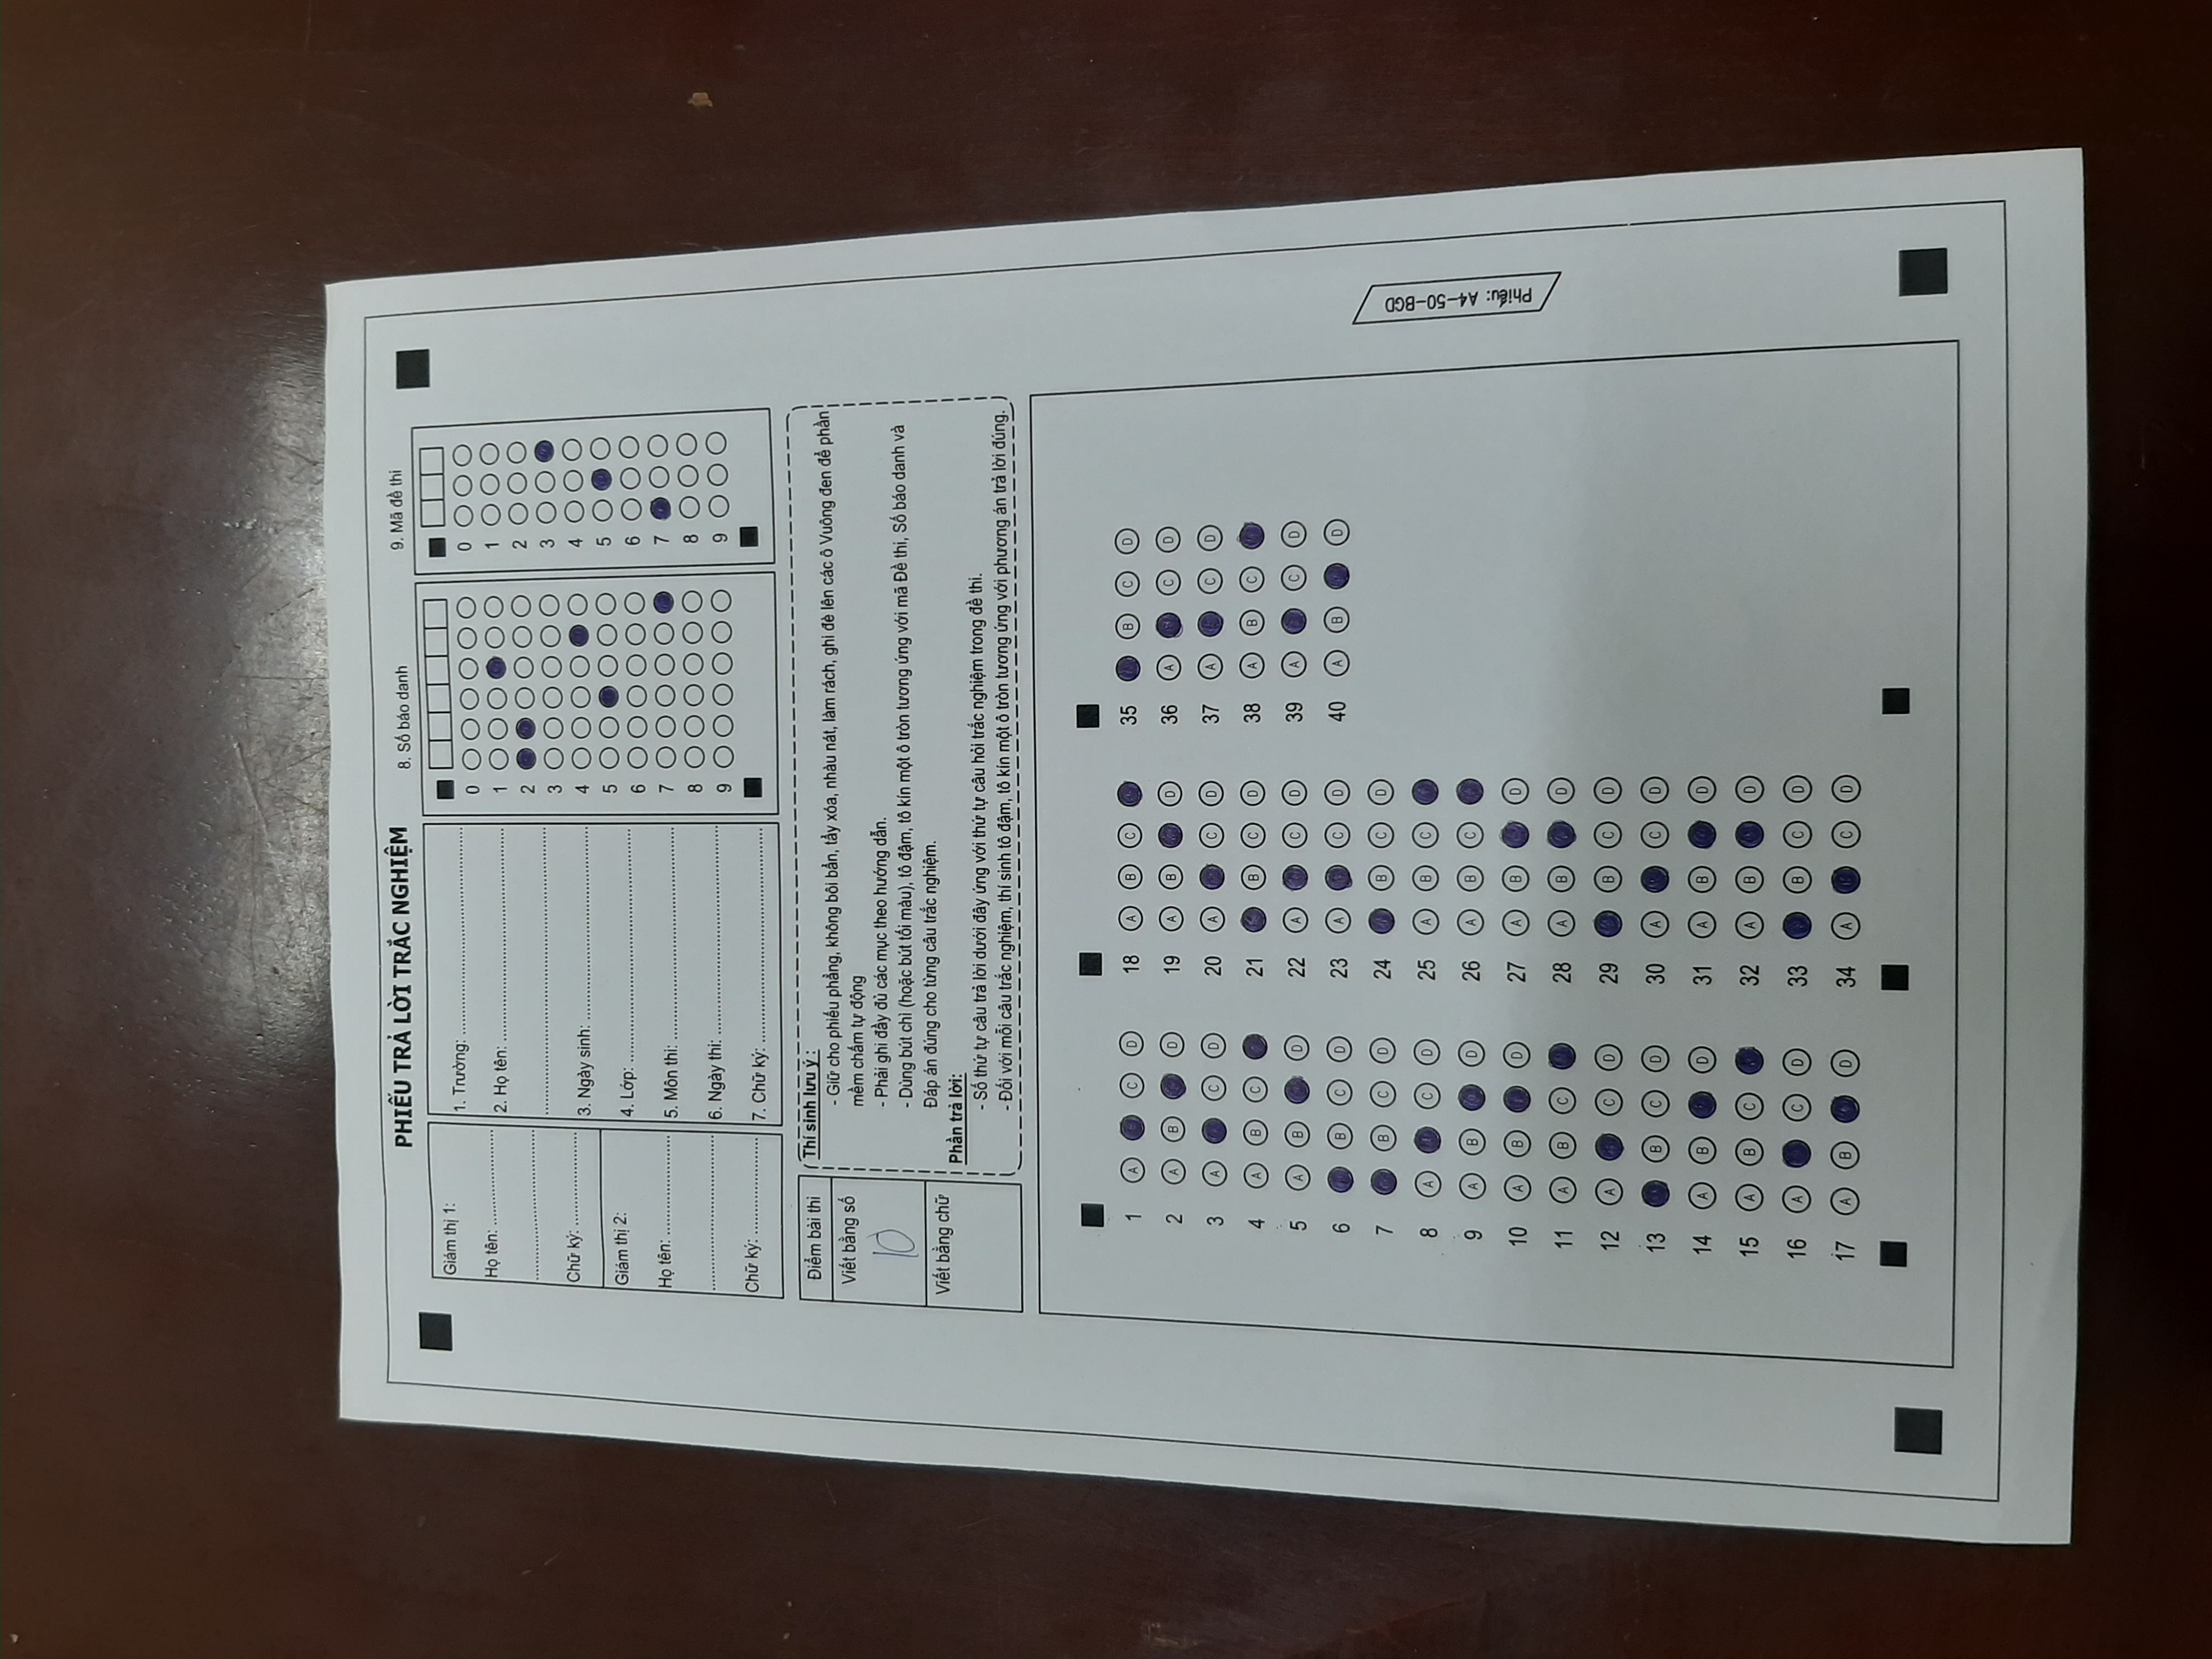 PHIẾU TRẢ LỜI TRẮC NGHIỆM
8. Số báo danh
9. Mã đề thi
Giám thị 1:
Họ tên: ........................
........................
Chữ ký: ........................
Giám thị 2:
Họ tên: ........................
........................
Chữ ký: ........................
1. Trường: ........................
2. Họ tên: ........................
........................
3. Ngày sinh: ........................
4. Lớp: ........................
5. Môn thi: ........................
6. Ngày thi: ........................
7. Chữ ký: ........................
0 0
1 1
2 2
3 3
4 4
5 5
6 6
7 7
8 8
9 9
Điểm bài thi
Viết bằng số
10
Viết bằng chữ
Thí sinh lưu ý :
- Giữ cho phiếu phẳng, không bôi bẩn, tẩy xóa, nhàu nát, làm rách, ghi đè lên các ô Vuông đen để phần
mềm chấm tự động
- Phải ghi đầy đủ các mục theo hướng dẫn.
- Dùng bút chì (hoặc bút tối màu), tô đậm, tô kín một ô tròn tương ứng với mã Đề thi, Số báo danh và
Đáp án đúng cho từng câu trắc nghiệm.
Phần trả lời:
- Số thứ tự câu trả lời dưới đây ứng với thứ tự câu hỏi trắc nghiệm trong đề thi.
- Đối với mỗi câu trắc nghiệm, thí sinh tô đậm, tô kín một ô tròn tương ứng với phương án trả lời đúng.
1 A C D
2 A B D
3 A C D
4 A B C
5 A B D
6 B C D
7 B C D
8 A C D
9 A B D
10 A B D
11 A B C
12 A C D
13 B C D
14 A B D
15 A B C
16 A C D
17 A B D
18 A B C
19 A B D
20 A C D
21 B C D
22 A C D
23 A C D
24 B C D
25 A B C
26 A B C
27 A B D
28 A B D
29 B C D
30 A C D
31 A B D
32 A B D
33 B C D
34 A C D
35 B C D
36 A C D
37 A C D
38 A B C
39 A C D
40 A B D
Phiếu: A4-50-BGD